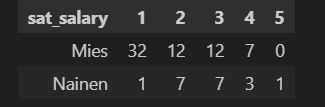 sat_salary 1 2 3 4 5
Mies 32 12 12 7 0
Nainen 1 7 7 3 1